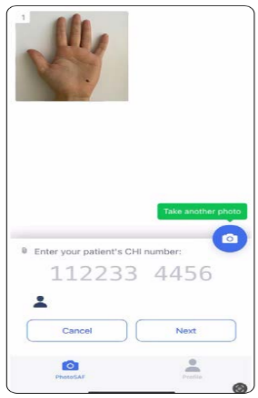 1
Take another photo
Enter your patient's CHI number:
112233 4456
Cancel
Next
PhotoSAF
Profile